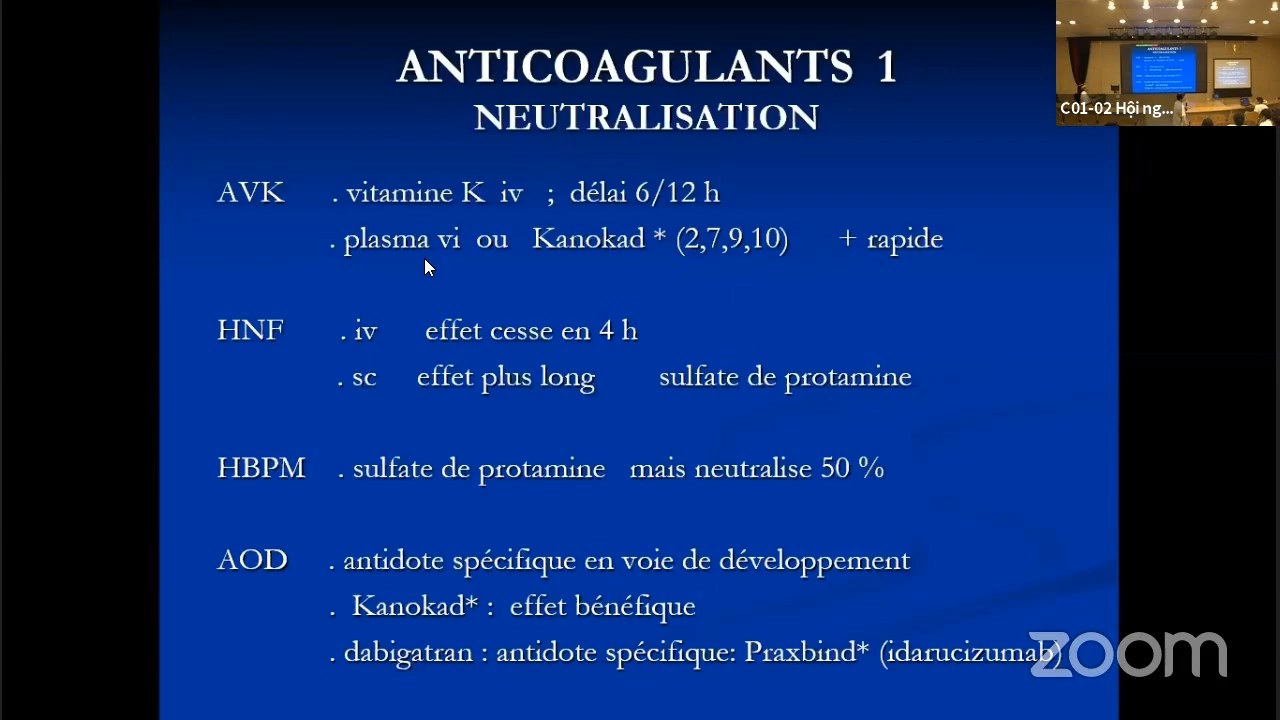 ANTICOAGULANTS 1
NEUTRALISATION
AVK . vitamine K iv ; délai 6/12 h
. plasma vi ou Kanokad * (2,7,9,10) + rapide
HNF . iv effet cesse en 4 h
. sc effet plus long sulfate de protamine
HBPM . sulfate de protamine mais neutralise 50 %
AOD . antidote spécifique en voie de développement
. Kanokad* : effet bénéfique
. dabigatran : antidote spécifique: Praxbind* (idarucizumab)
C01-02 Hội ng...
zoom